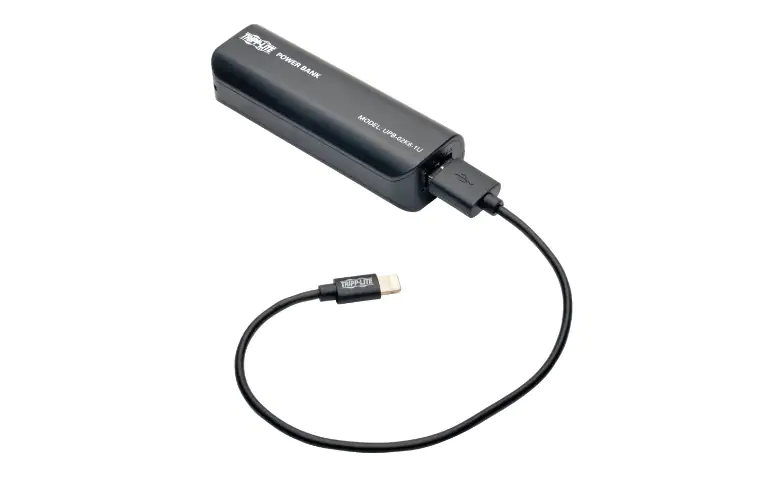 TRIPP-LITE
POWER BANK
MODEL. UPB-02K6-1U
TRIPP-LITE